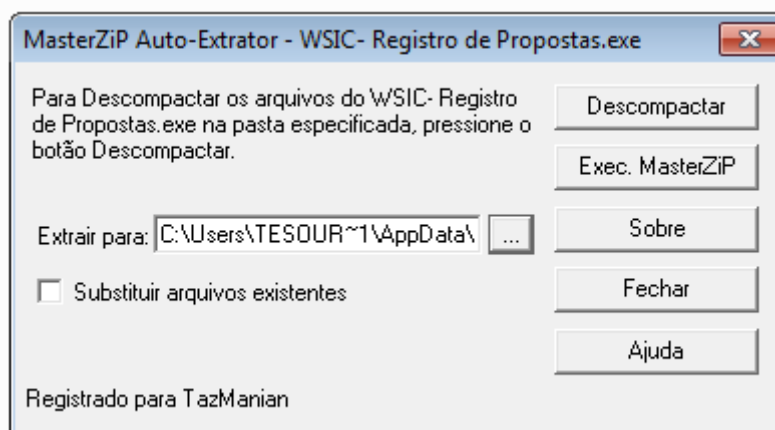 MasterZiP Auto-Extrator - WSIC- Registro de Propostas.exe
Para Descompactar os arquivos do WSIC- Registro
de Propostas.exe na pasta especificada, pressione o
botão Descompactar.
Descompactar
Exec. MasterZiP
Extrair para: C:\Users\TESOUR~1\AppData\ ...
Sobre
Substituir arquivos existentes
Fechar
Ajuda
Registrado para TazManian